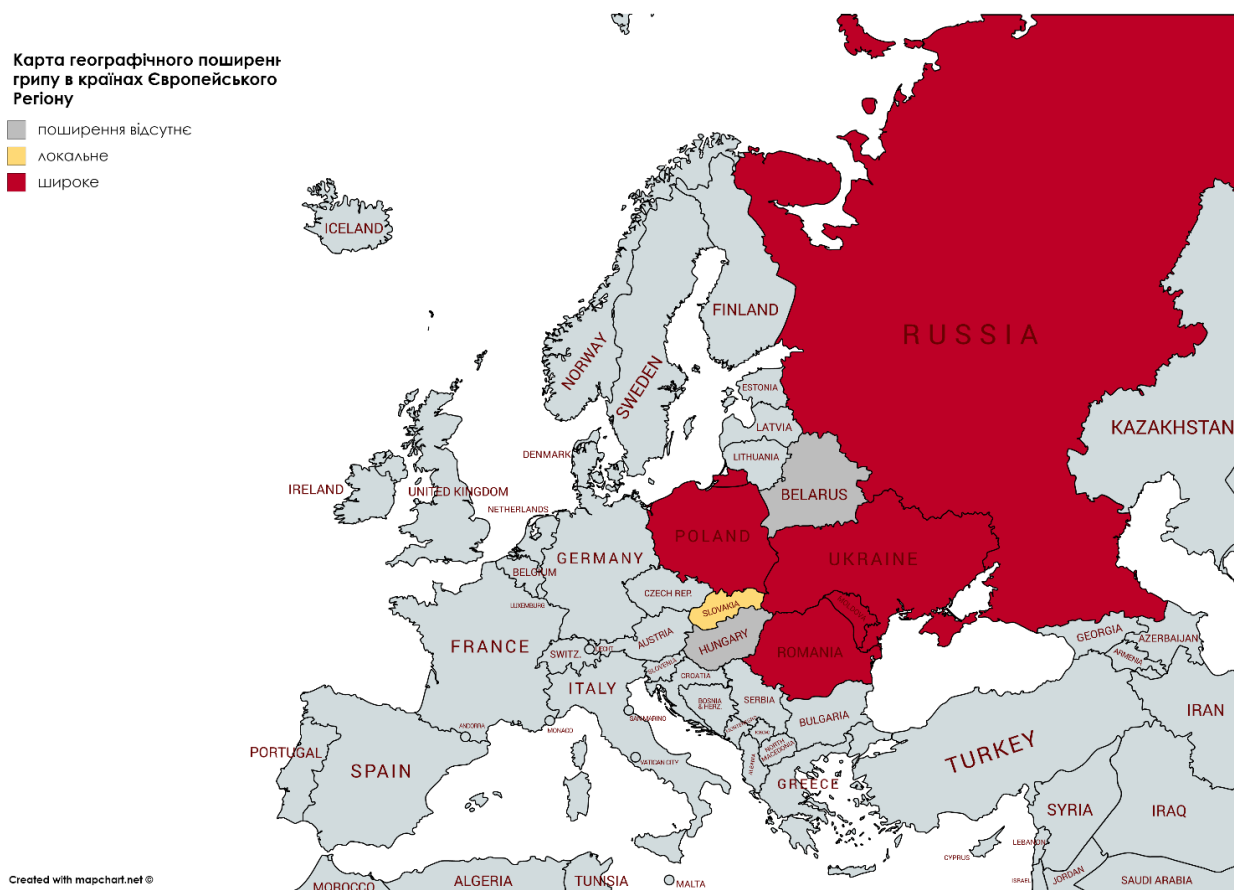 Карта географічного поширенн
грипу в країнах Європейського
Регіону
поширення відсутнє
локальне
широке
ICELAND
FINLAND
NORWAY
SWEDEN
RUSSIA
ESTONIA
LATVIA
LITHUANIA
KAZAKHSTAN
DENMARK
IRELAND
UNITED KINGDOM
BELARUS
NETHERLANDS
POLAND
GERMANY
UKRAINE
BELGIUM
CZECH REP.
LUXEMBURG
SLOVAKIA
MOLDOVA
FRANCE
AUSTRIA
HUNGARY
GEORGIA
AZERBAIJAN
SWITZ.
ROMANIA
ARMENIA
SLOVENIA
CROATIA
ITALY
BOSNIA
& HERZ.
SERBIA
SAN MARINO
BULGARIA
IRAN
ANDORRA
MONACO
NORTH
MACEDONIA
PORTUGAL
SPAIN
VATICAN CITY
ALBANIA
TURKEY
GREECE
SYRIA
IRAQ
LEBANON
CYPRUS
Created with mapchart.net ©
MOROCCO
ALGERIA
TUNISIA
MALTA
ISRAEL
JORDAN
SAUDI ARABIA